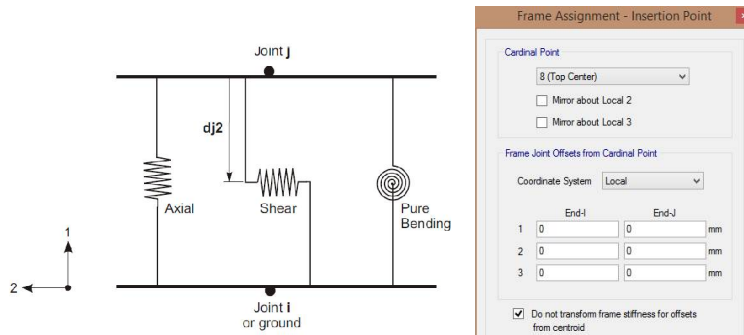 Joint j
dj2
Axial
Shear
Pure
Bending
1
2
Joint i
or ground
Frame Assignment - Insertion Point
x
Cardinal Point
8 (Top Center)
Mirror about Local 2
Mirror about Local 3
Frame Joint Offsets from Cardinal Point
Coordinate System Local
End-I End-J
1 0 0 mm
2 0 0 mm
3 0 0 mm
Do not transform frame stiffness for offsets
from centroid